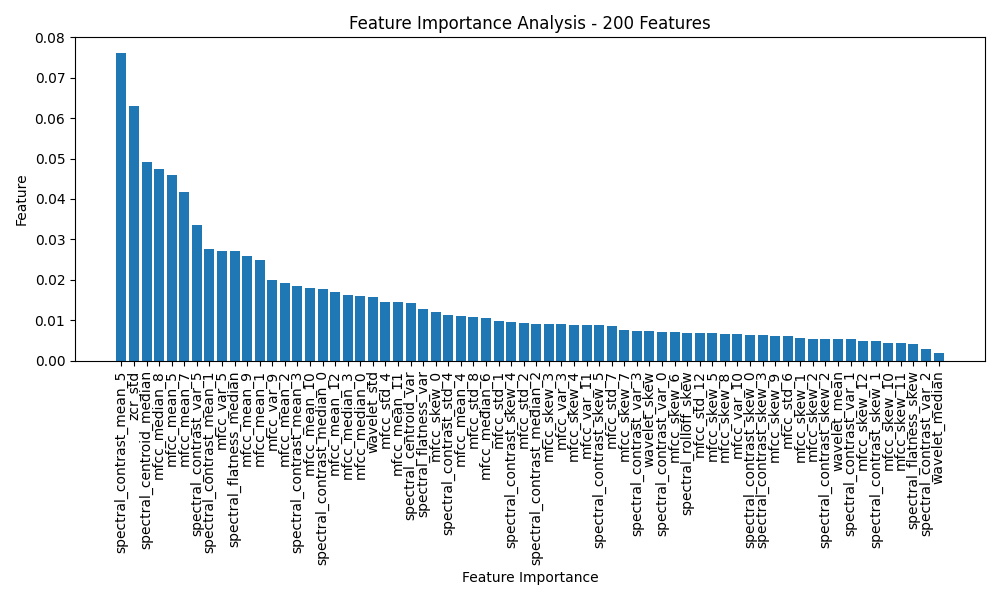 Feature Importance Analysis - 200 Features
Feature
0.08
0.07
0.06
0.05
0.04
0.03
0.02
0.01
0.00
spectral_contrast_mean_5
zcr_std
spectral_centroid_median
mfcc_median_8
mfcc_mean_5
mfcc_mean_7
spectral_contrast_var_5
spectral_contrast_mean_1
mfcc_var_5
spectral_flatness_median
mfcc_mean_9
mfcc_mean_1
mfcc_var_9
mfcc_mean_2
spectral_contrast_mean_3
mfcc_mean_10
spectral_contrast_median_0
mfcc_mean_12
mfcc_median_3
mfcc_median_0
wavelet_std
mfcc_std_4
mfcc_mean_11
spectral_centroid_var
spectral_flatness_var
mfcc_skew_0
spectral_contrast_std_4
mfcc_mean_4
mfcc_std_8
mfcc_median_6
mfcc_std_1
spectral_contrast_skew_4
mfcc_std_2
spectral_contrast_median_2
mfcc_skew_3
mfcc_var_3
mfcc_skew_4
mfcc_var_11
spectral_contrast_skew_5
mfcc_std_7
mfcc_skew_7
spectral_contrast_var_3
wavelet_skew
spectral_contrast_var_0
mfcc_skew_6
spectral_rolloff_skew
mfcc_std_12
mfcc_skew_5
mfcc_skew_8
mfcc_var_10
spectral_contrast_skew_0
spectral_contrast_skew_3
mfcc_skew_9
mfcc_std_6
mfcc_skew_1
mfcc_skew_2
spectral_contrast_skew_2
wavelet_mean
spectral_contrast_var_1
mfcc_skew_12
spectral_contrast_skew_1
mfcc_skew_10
mfcc_skew_11
spectral_flatness_skew
spectral_contrast_var_2
wavelet_median
Feature Importance